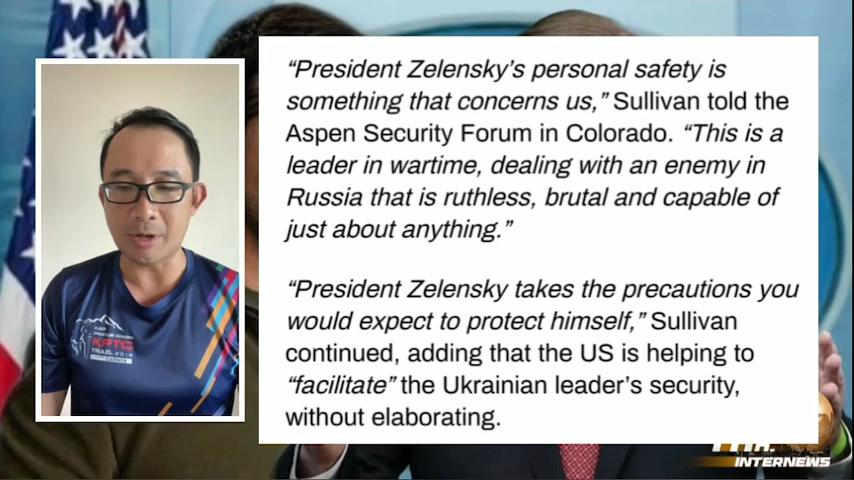 “President Zelensky’s personal safety is
something that concerns us,” Sullivan told the
Aspen Security Forum in Colorado. “This is a
leader in wartime, dealing with an enemy in
Russia that is ruthless, brutal and capable of
just about anything.”
“President Zelensky takes the precautions you
would expect to protect himself,” Sullivan
continued, adding that the US is helping to
“facilitate” the Ukrainian leader’s security,
without elaborating.
KPTC
TRAIL 2019
INTERNEWS